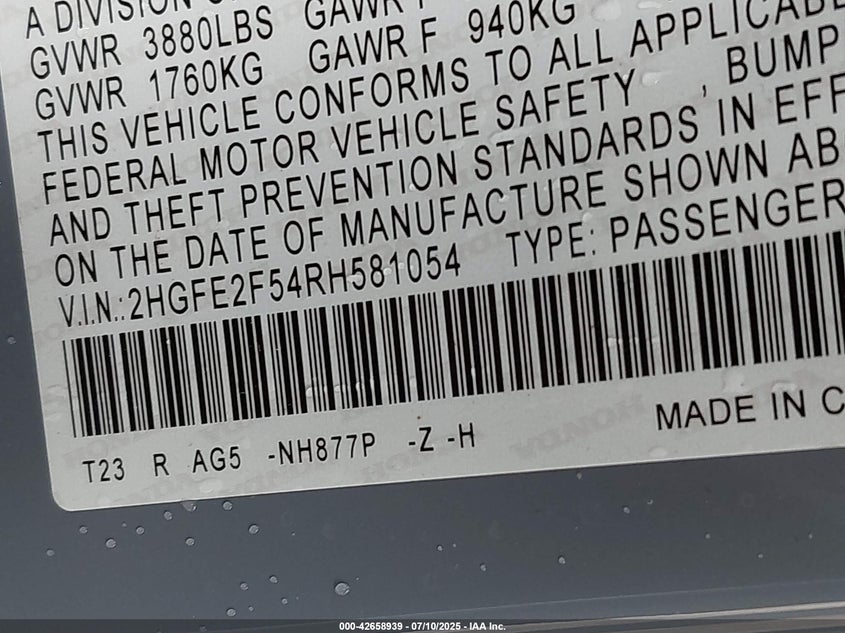 A DIVISION O
GVWR 3880LBS GAWR F
GVWR 1760KG GAWR F 940KG
THIS VEHICLE CONFORMS TO ALL APPLICABLE
FEDERAL MOTOR VEHICLE SAFETY , BUMP
AND THEFT PREVENTION STANDARDS IN EFF
ON THE DATE OF MANUFACTURE SHOWN AB
V.I.N.: 2HGFE2F54RH581054 TYPE: PASSENGER
MADE IN C
T23 R AG5 -NH877P -Z -H
000-42658939 - 07/10/2025 - IAA Inc.